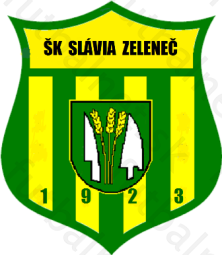 ŠK SLÁVIA ZELENEČ
1 9 2 3